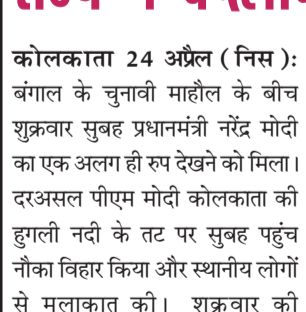 कोलकाता 24 अप्रैल ( निस ):
बंगाल के चुनावी माहौल के बीच
शुक्रवार सुबह प्रधानमंत्री नरेंद्र मोदी
का एक अलग ही रुप देखने को मिला।
दरअसल पीएम मोदी कोलकाता की
हुगली नदी के तट पर सुबह पहुंच
नौका विहार किया और स्थानीय लोगों
से मुलाकात की। शुक्रवार की